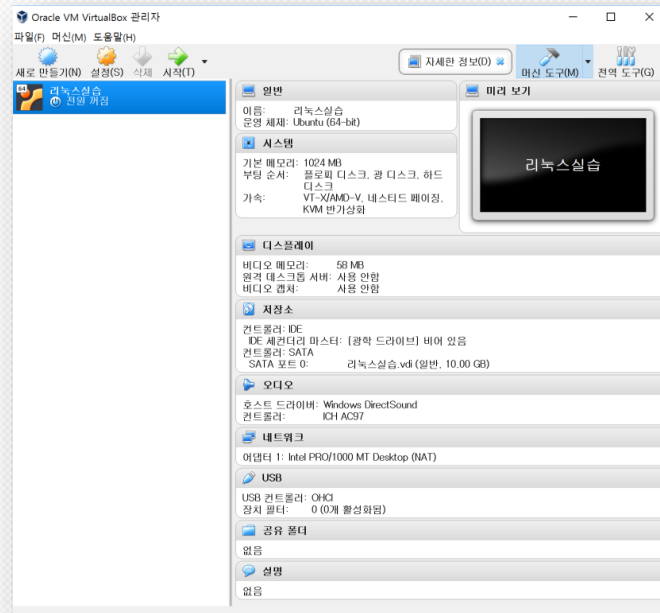 Oracle VM VirtualBox 관리자
파일(F) 머신(M) 도움말(H)
새로 만들기(N) 설정(S) 삭제 시작(T)
자세한 정보(D)
머신 도구(M) 전역 도구(G)
64
리눅스실습
전원 꺼짐
일반
이름: 리눅스실습
운영 체제: Ubuntu (64-bit)
미리 보기
리눅스실습
시스템
기본 메모리: 1024 MB
부팅 순서: 플로피 디스크, 광 디스크, 하드
디스크
가속: VT-x/AMD-V, 네스티드 페이징,
KVM 반가상화
디스플레이
비디오 메모리: 58 MB
원격 데스크톱 서버: 사용 안함
비디오 캡처: 사용 안함
저장소
컨트롤러: IDE
IDE 세컨더리 마스터: [광학 드라이브] 비어 있음
컨트롤러: SATA
SATA 포트 0: 리눅스실습.vdi (일반, 10.00 GB)
오디오
호스트 드라이버: Windows DirectSound
컨트롤러: ICH AC97
네트워크
어댑터 1: Intel PRO/1000 MT Desktop (NAT)
USB
USB 컨트롤러: OHCI
장치 필터: 0 (0개 활성화됨)
공유 폴더
없음
설명
없음